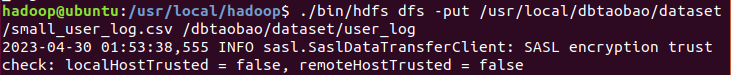 hadoop@ubuntu:/usr/local/hadoop$ ./bin/hdfs dfs -put /usr/local/dbtaobao/dataset
/small_user_log.csv /dbtaobao/dataset/user_log
2023-04-30 01:53:38,555 INFO sasl.SaslDataTransferClient: SASL encryption trust
check: localHostTrusted = false, remoteHostTrusted = false